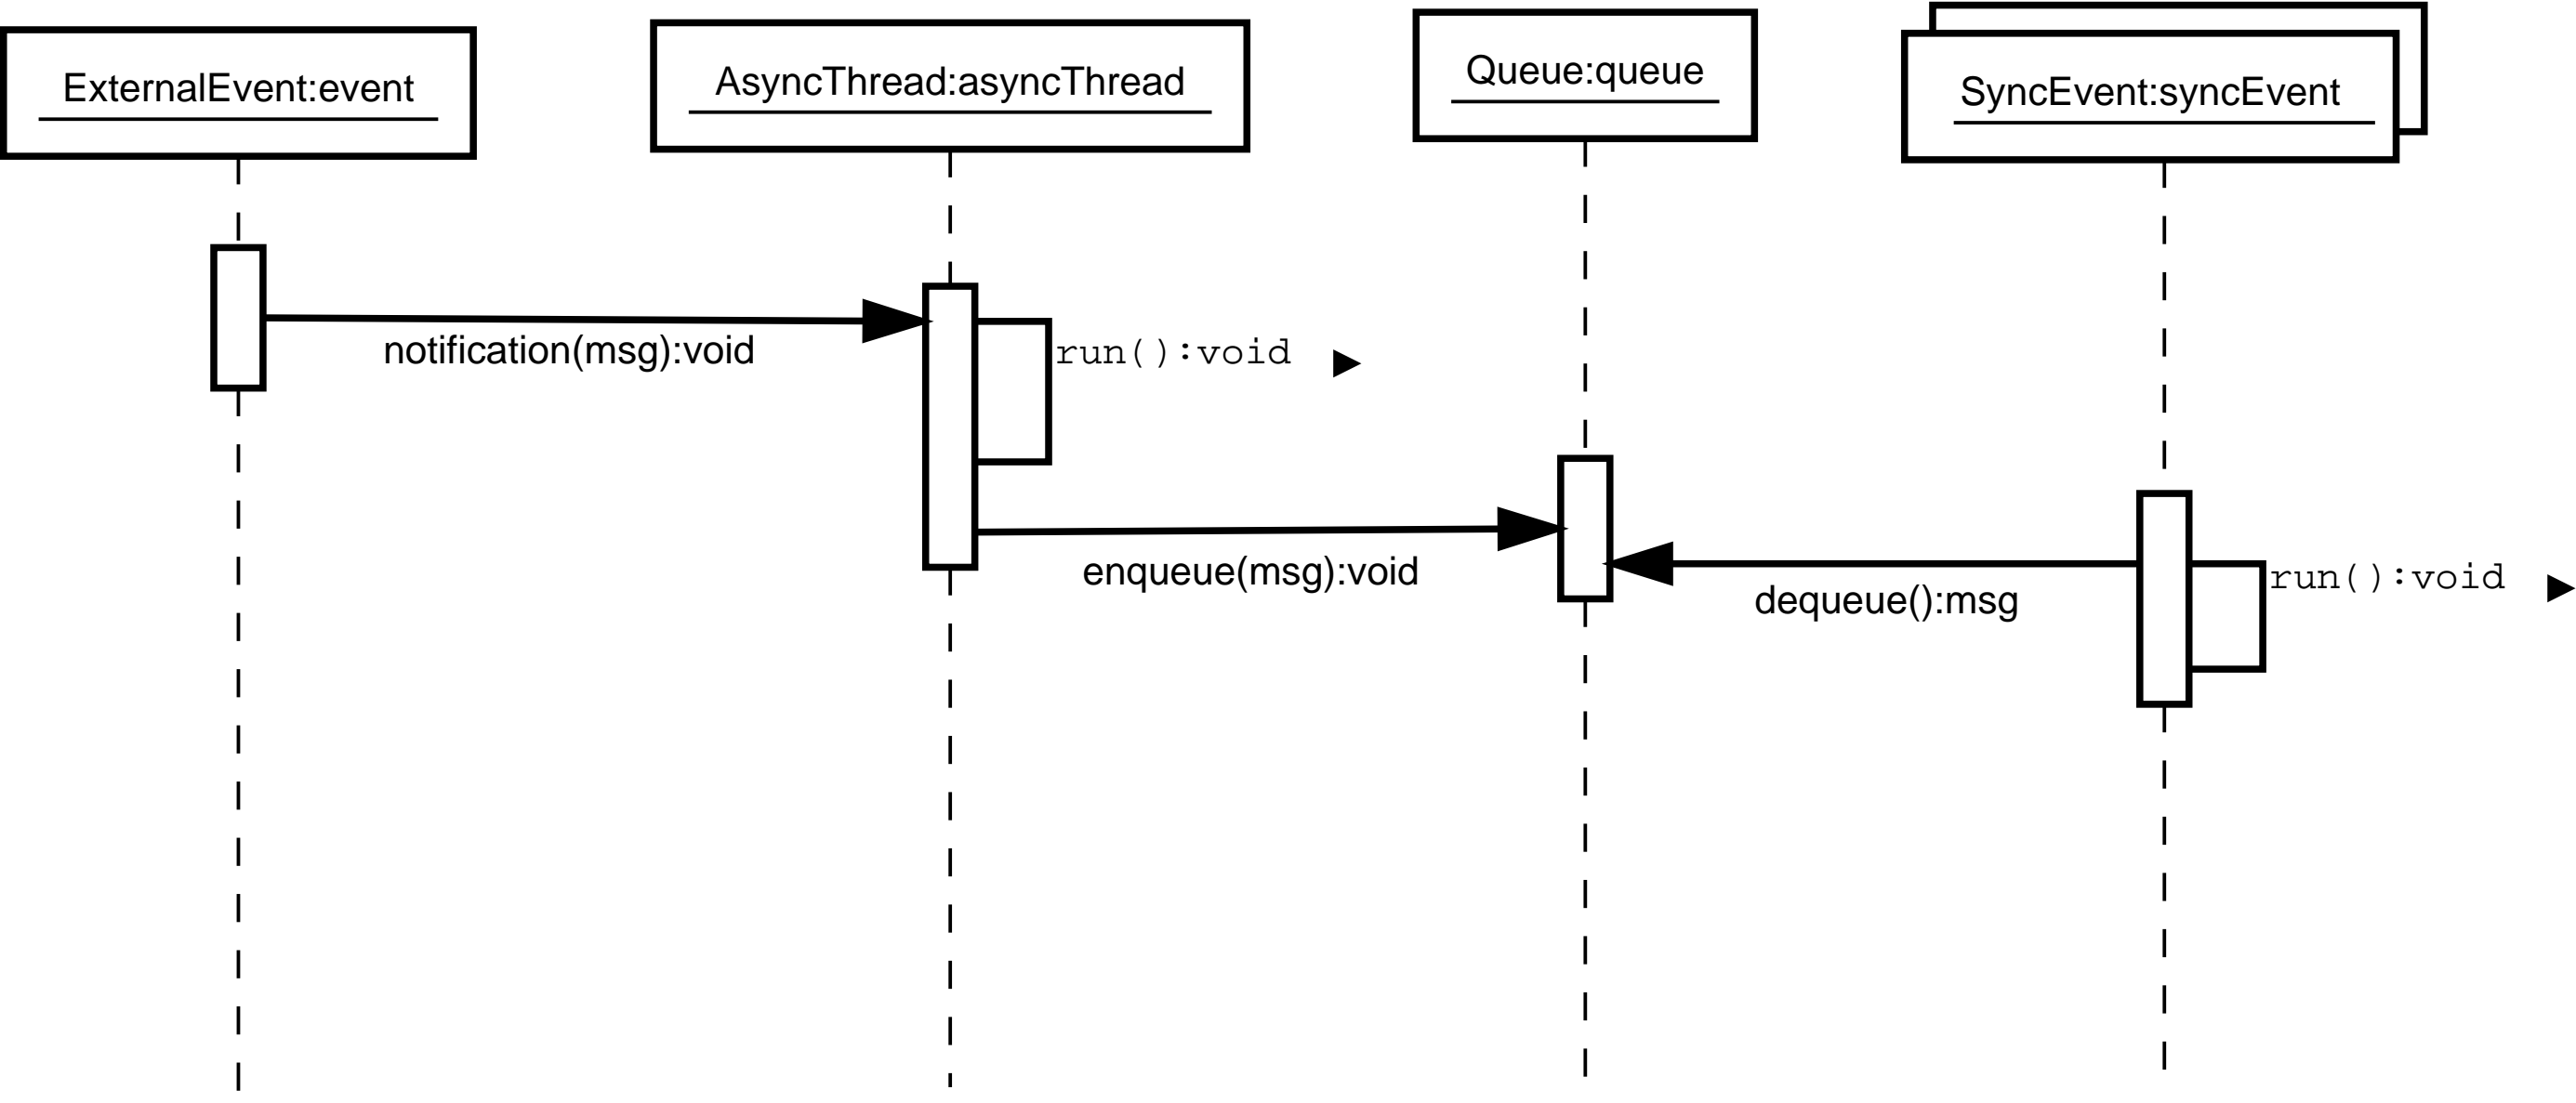 ExternalEvent:event
AsyncThread:asyncThread
Queue:queue
SyncEvent:syncEvent
notification(msg):void
run():void
enqueue(msg):void
dequeue():msg
run():void